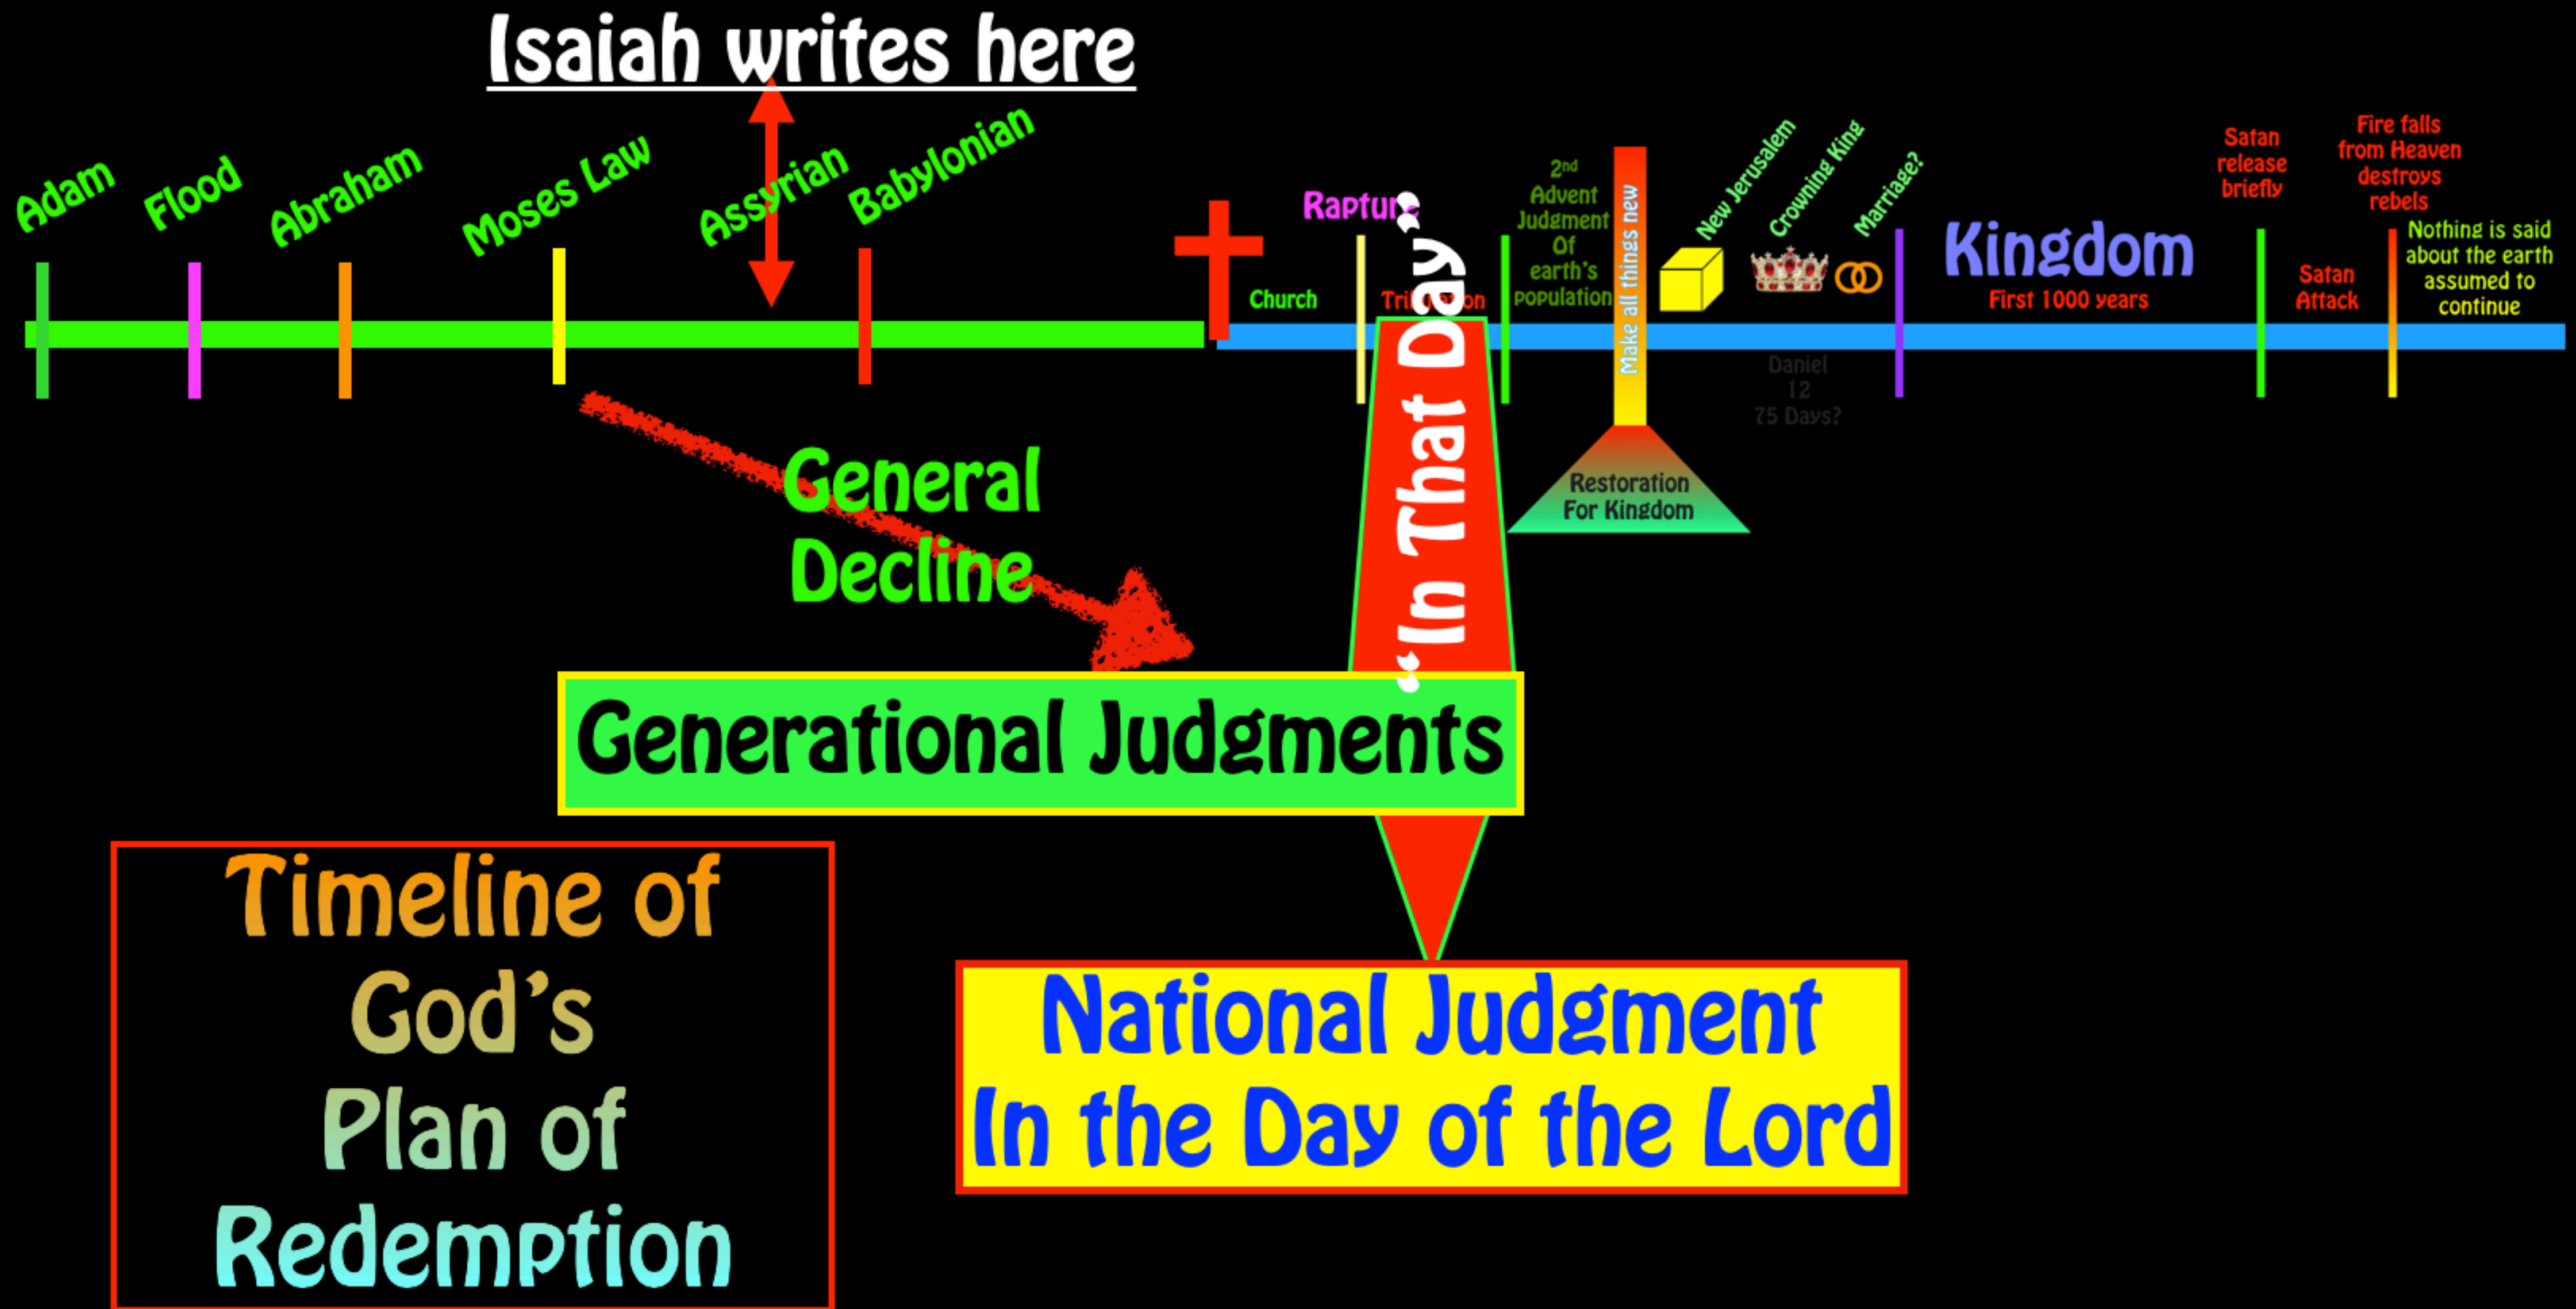 Isaiah writes here
Adam
Flood
Abraham
Moses Law
Assyrian
Babylonian
Church
Rapture
Tribulation
“In That Day”
2nd
Advent
Judgment
Of
earth’s
population
Make all things new
New Jerusalem
Crowning King
Marriage?
Daniel
12
75 Days?
Restoration
For Kingdom
Kingdom
First 1000 years
Satan
release
briefly
Satan
Attack
Fire falls
from Heaven
destroys
rebels
Nothing is said
about the earth
assumed to
continue
General
Decline
Generational Judgments
Timeline of
God’s
Plan of
Redemption
National Judgment
In the Day of the Lord